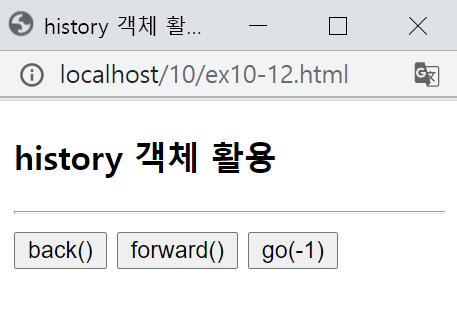 history 객체 활...
localhost/10/ex10-12.html
history 객체 활용
back() forward() go(-1)